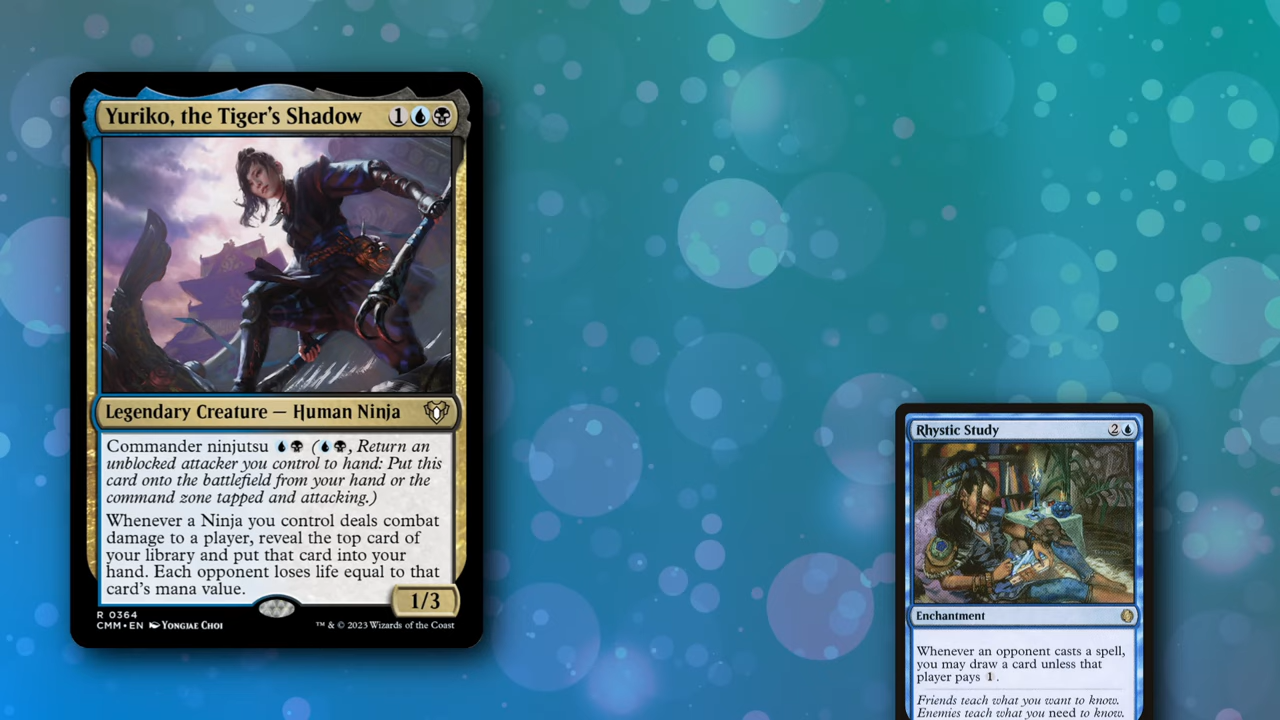 Yuriko, the Tiger's Shadow 1
Legendary Creature — Human Ninja
Commander ninjutsu (, Return an
unblocked attacker you control to hand: Put this
card onto the battlefield from your hand or the
command zone tapped and attacking.)
Whenever a Ninja you control deals combat
damage to a player, reveal the top card of
your library and put that card into your
hand. Each opponent loses life equal to that
card's mana value.
1/3
R 0364
CMM • EN Yongjae Choi
™ & © 2023 Wizards of the Coast
Rhystic Study 2
Enchantment
Whenever an opponent casts a spell,
you may draw a card unless that
player pays 1.
Friends teach what you want to know.
Enemies teach what you need to know.